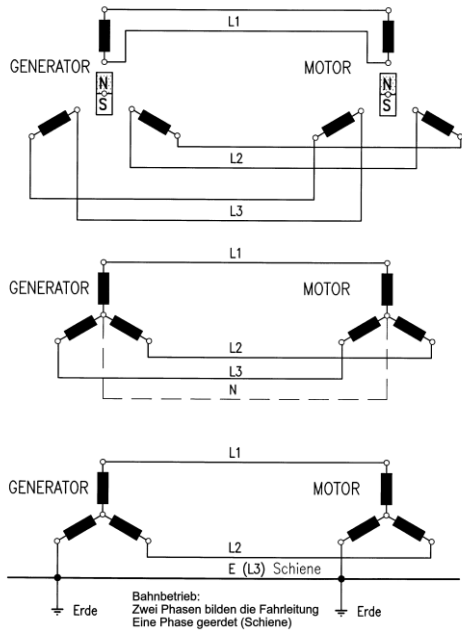 L1
GENERATOR
MOTOR
N
S
N
S
L2
L3
L1
GENERATOR
MOTOR
L2
L3
N
L1
GENERATOR
MOTOR
L2
E (L3) Schiene
Erde
Bahnbetrieb:
Zwei Phasen bilden die Fahrleitung
Eine Phase geerdet (Schiene)
Erde